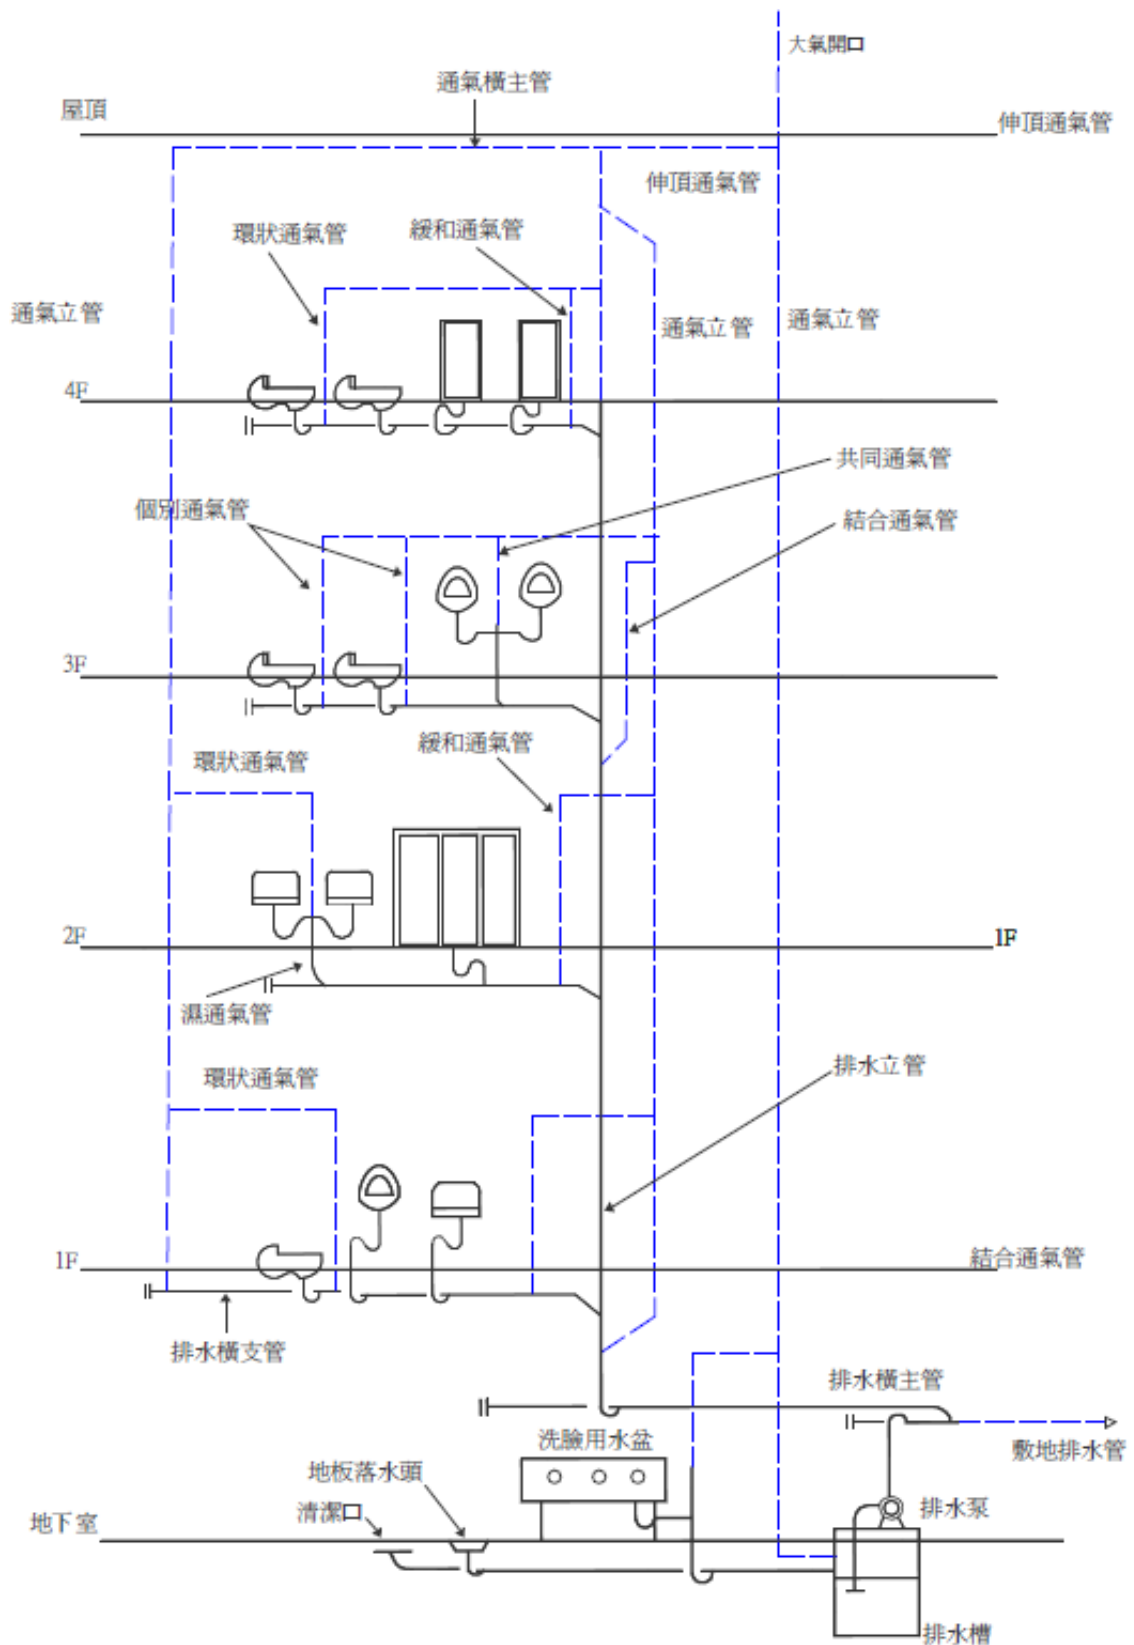 大氣開口
通氣橫主管
屋頂
伸頂通氣管
伸頂通氣管
環狀通氣管
緩和通氣管
通氣立管
通氣立管
通氣立管
4F
共同通氣管
個別通氣管
結合通氣管
3F
緩和通氣管
環狀通氣管
2F
1F
濕通氣管
排水立管
環狀通氣管
1F
結合通氣管
排水橫支管
排水橫主管
洗臉用水盆
敷地排水管
地板落水頭
清潔口
排水泵
地下室
排水槽